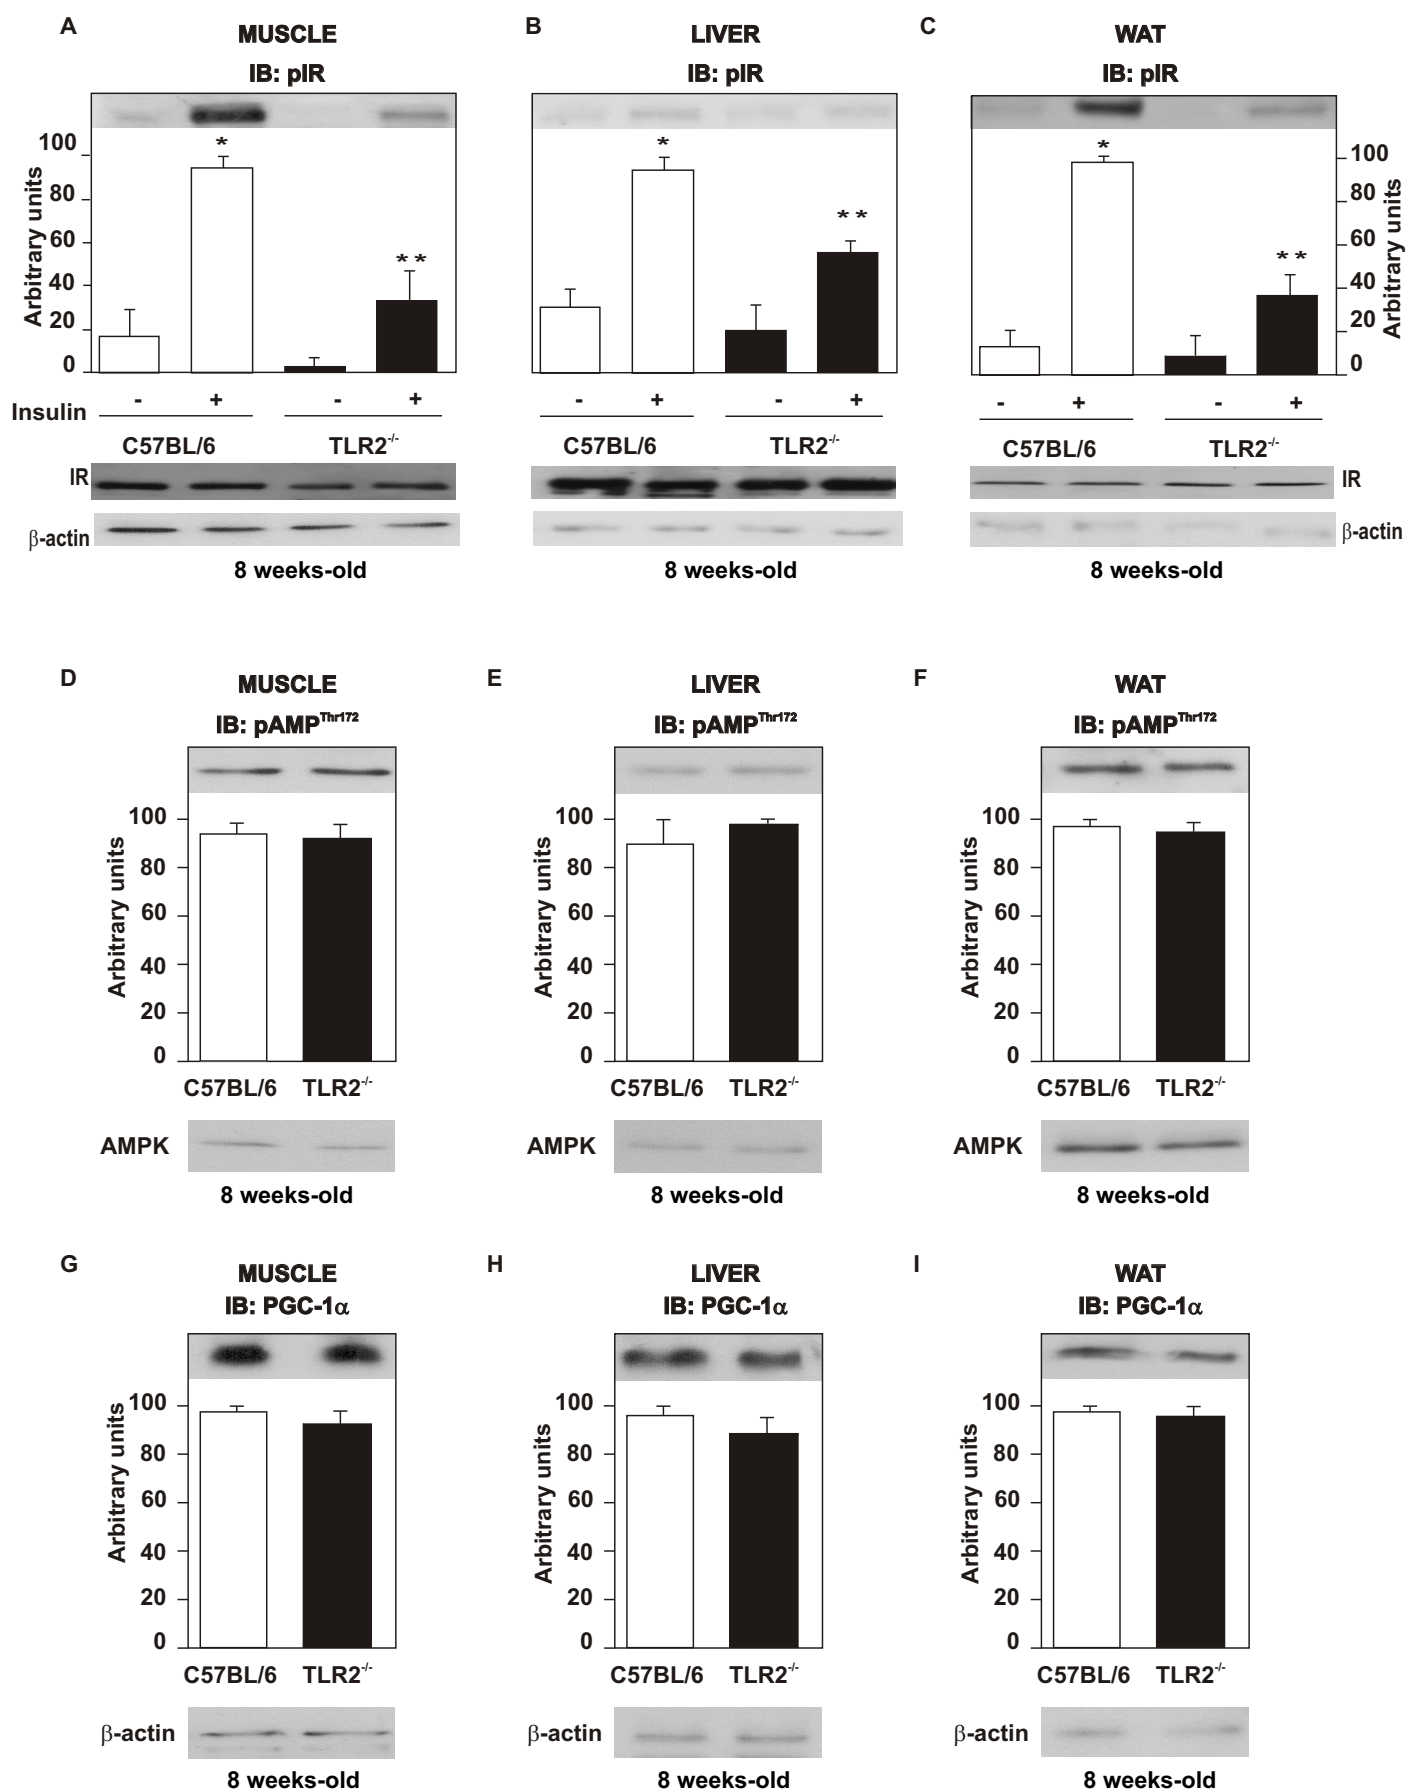 A
MUSCLE
IB: pIR
100
80
60
40
20
0
Arbitrary units
*
* *
Insulin
- + - +
C57BL/6 TLR2-/-
IR
β-actin
8 weeks-old
B
LIVER
IB: pIR
*
* *
- + - +
C57BL/6 TLR2-/-
8 weeks-old
C
WAT
IB: pIR
*
* *
100
80
60
40
20
0
Arbitrary units
- + - +
C57BL/6 TLR2-/-
IR
β-actin
8 weeks-old
D
MUSCLE
IB: pAMPThr172
100
80
60
40
20
0
Arbitrary units
C57BL/6 TLR2-/-
AMPK
8 weeks-old
E
LIVER
IB: pAMPThr172
100
80
60
40
20
0
Arbitrary units
C57BL/6 TLR2-/-
AMPK
8 weeks-old
F
WAT
IB: pAMPThr172
100
80
60
40
20
0
Arbitrary units
C57BL/6 TLR2-/-
AMPK
8 weeks-old
G
MUSCLE
IB: PGC-1α
100
80
60
40
20
0
Arbitrary units
C57BL/6 TLR2-/-
β-actin
8 weeks-old
H
LIVER
IB: PGC-1α
100
80
60
40
20
0
Arbitrary units
C57BL/6 TLR2-/-
β-actin
8 weeks-old
I
WAT
IB: PGC-1α
100
80
60
40
20
0
Arbitrary units
C57BL/6 TLR2-/-
β-actin
8 weeks-old